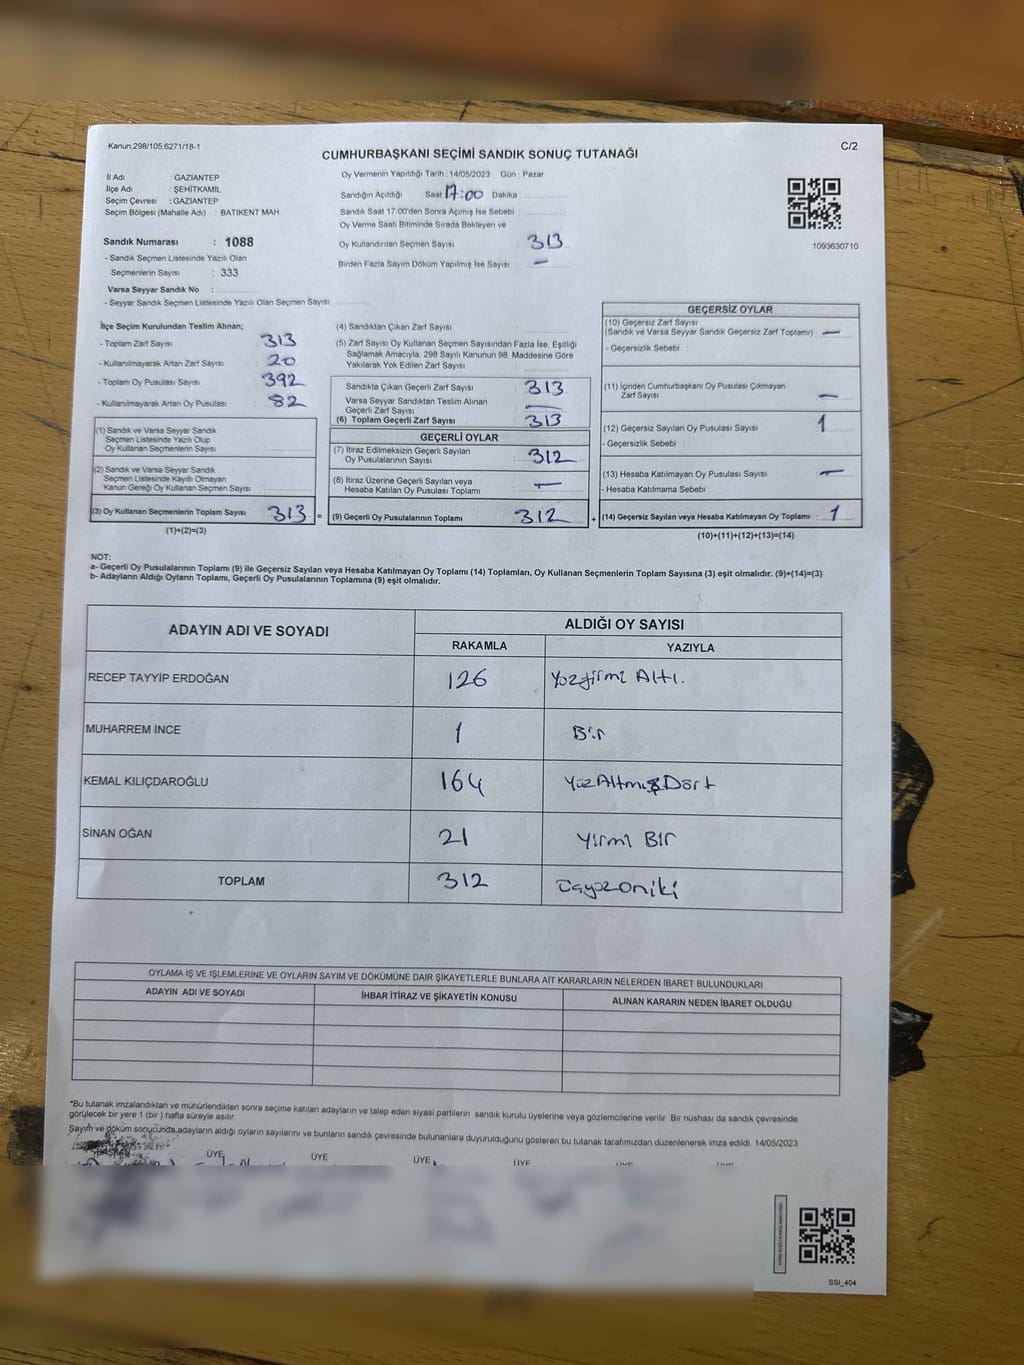 Kanun,298/105,6271/18-1
C/2
CUMHURBAŞKANI SEÇİMİ SANDIK SONUÇ TUTANAĞI
İl Adı : GAZIANTEP
İlçe Adı : ŞEHİTKAMİL
Seçim Çevresi : GAZİANTEP
Seçim Bölgesi (Mahalle Adı) : BATIKENT MAH
Oy Vermenin Yapıldığı Tarih : 14/05/2023 Gün : Pazar
Sandığın Açıldığı Saat 17:00 Dakika
Sandık Saat 17:00'den Sonra Açımış İse Sebebi
Oy Verme Saati Bitiminde Sırada Bekleyen ve
Oy Kullandırılan Seçmen Sayısı : 313
Birden Fazla Sayım Döküm Yapılmış İse Sayısı : —
1093630710
Sandık Numarası : 1088
- Sandık Seçmen Listesinde Yazılı Olan
Seçmenlerin Sayısı : 333
Varsa Seyyar Sandık No :
- Seyyar Sandık Seçmen Listesinde Yazılı Olan Seçmen Sayısı
İlçe Seçim Kurulundan Teslim Alınan;
- Toplam Zarf Sayısı : 313
- Kullanılmayarak Artan Zarf Sayısı : 20
- Toplam Oy Pusulası Sayısı : 392
- Kullanılmayarak Artan Oy Pusulası : 82
(1) Sandık ve Varsa Seyyar Sandık
Seçmen Listesinde Yazılı Olup
Oy Kullanan Seçmenlerin Sayısı
(2) Sandık ve Varsa Seyyar Sandık
Seçmen Listesinde Kayıtlı Olmayan
Kanun Gereği Oy Kullanan Seçmen Sayısı
(3) Oy Kullanan Seçmenlerin Toplam Sayısı 313 =
(1)+(2)=(3)
(4) Sandıktan Çıkan Zarf Sayısı
(5) Zarf Sayısı Oy Kullanan Seçmen Sayısından Fazla İse, Eşitliği
Sağlamak Amacıyla, 298 Sayılı Kanunun 98. Maddesine Göre
Yakılarak Yok Edilen Zarf Sayısı
Sandıkta Çıkan Geçerli Zarf Sayısı 313
Varsa Seyyar Sandıktan Teslim Alınan
Geçerli Zarf Sayısı —
(6) Toplam Geçerli Zarf Sayısı 313
GEÇERLİ OYLAR
(7) İtiraz Edilmeksizin Geçerli Sayılan
Oy Pusulalarının Sayısı 312
(8) İtiraz Üzerine Geçerli Sayılan veya
Hesaba Katılan Oy Pusulası Toplamı —
(9) Geçerli Oy Pusulalarının Toplamı 312 +
GEÇERSİZ OYLAR
(10) Geçersiz Zarf Sayısı
(Sandık ve Varsa Seyyar Sandık Geçersiz Zarf Toplamı) : —
- Geçersizlik Sebebi :
(11) İçinden Cumhurbaşkanı Oy Pusulası Çıkmayan
Zarf Sayısı —
(12) Geçersiz Sayılan Oy Pusulası Sayısı : 1
- Geçersizlik Sebebi :
(13) Hesaba Katılmayan Oy Pusulası Sayısı : —
- Hesaba Katılmama Sebebi :
(14) Geçersiz Sayılan veya Hesaba Katılmayan Oy Toplamı : 1
(10)+(11)+(12)+(13)=(14)
NOT:
a- Geçerli Oy Pusulalarının Toplamı (9) ile Geçersiz Sayılan veya Hesaba Katılmayan Oy Toplamı (14) Toplamları, Oy Kullanan Seçmenlerin Toplam Sayısına (3) eşit olmalıdır. (9)+(14)=(3)
b- Adayların Aldığı Oyların Toplamı, Geçerli Oy Pusulalarının Toplamına (9) eşit olmalıdır.
ADAYIN ADI VE SOYADI ALDIĞI OY SAYISI
RAKAMLA YAZIYLA
RECEP TAYYİP ERDOĞAN 126 Yüzyirmi Altı.
MUHARREM İNCE 1 Bir
KEMAL KILIÇDAROĞLU 164 YüzAltmışDört
SİNAN OĞAN 21 Yirmi Bir
TOPLAM 312 Üçyüzoniki
OYLAMA İŞ VE İŞLEMLERİNE VE OYLARIN SAYIM VE DÖKÜMÜNE DAİR ŞİKAYETLERLE BUNLARA AİT KARARLARIN NELERDEN İBARET BULUNDUKLARI
ADAYIN ADI VE SOYADI İHBAR İTİRAZ VE ŞİKAYETİN KONUSU ALINAN KARARIN NEDEN İBARET OLDUĞU
*Bu tutanak imzalandıktan ve mühürlendikten sonra seçime katılan adayların ve talep eden siyasi partilerin sandık kurulu üyelerine veya gözlemcilerine verilir. Bir nüshası da sandık çevresinde
görülecek bir yere 1 (bir) hafta süreyle asılır.
Sayım ve döküm sonucunda,adayların aldığı oyların sayılarını ve bunların sandık çevresinde bulunanlara duyurulduğunu gösteren bu tutanak tarafımızdan düzenlenerek imza edildi. 14/05/2023
BAŞKAN ÜYE ÜYE ÜYE ÜYE ÜYE ÜYE
SSI_404